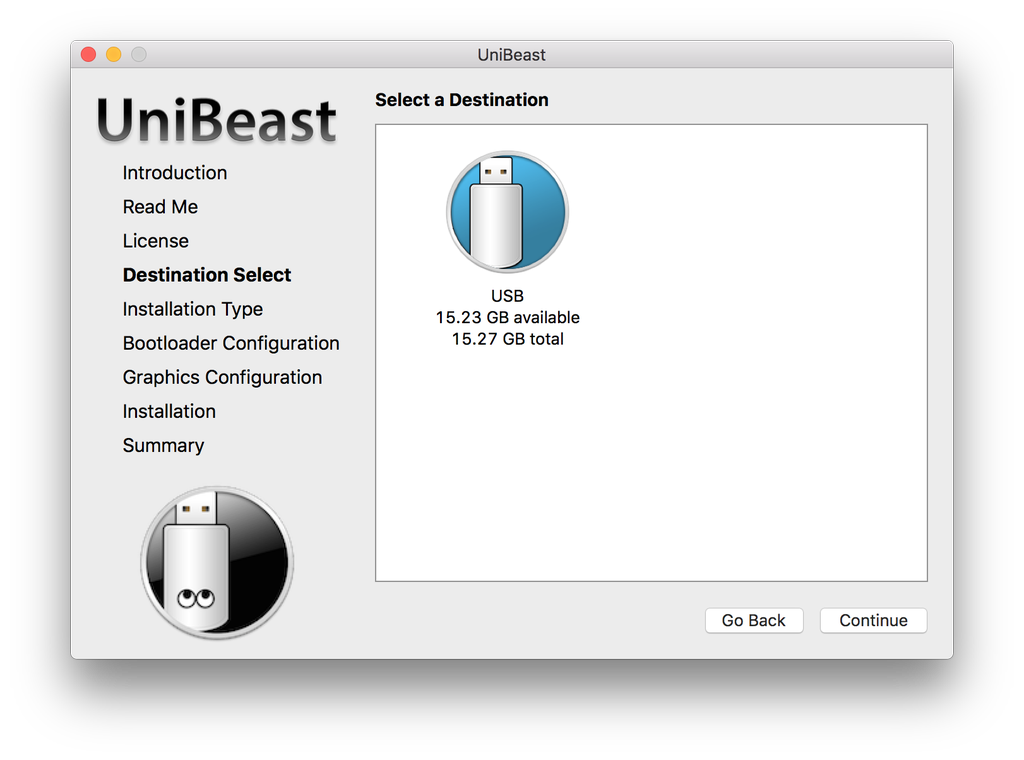 UniBeast
UniBeast
Introduction
Read Me
License
Destination Select
Installation Type
Bootloader Configuration
Graphics Configuration
Installation
Summary
Select a Destination
USB
15.23 GB available
15.27 GB total
Go Back
Continue